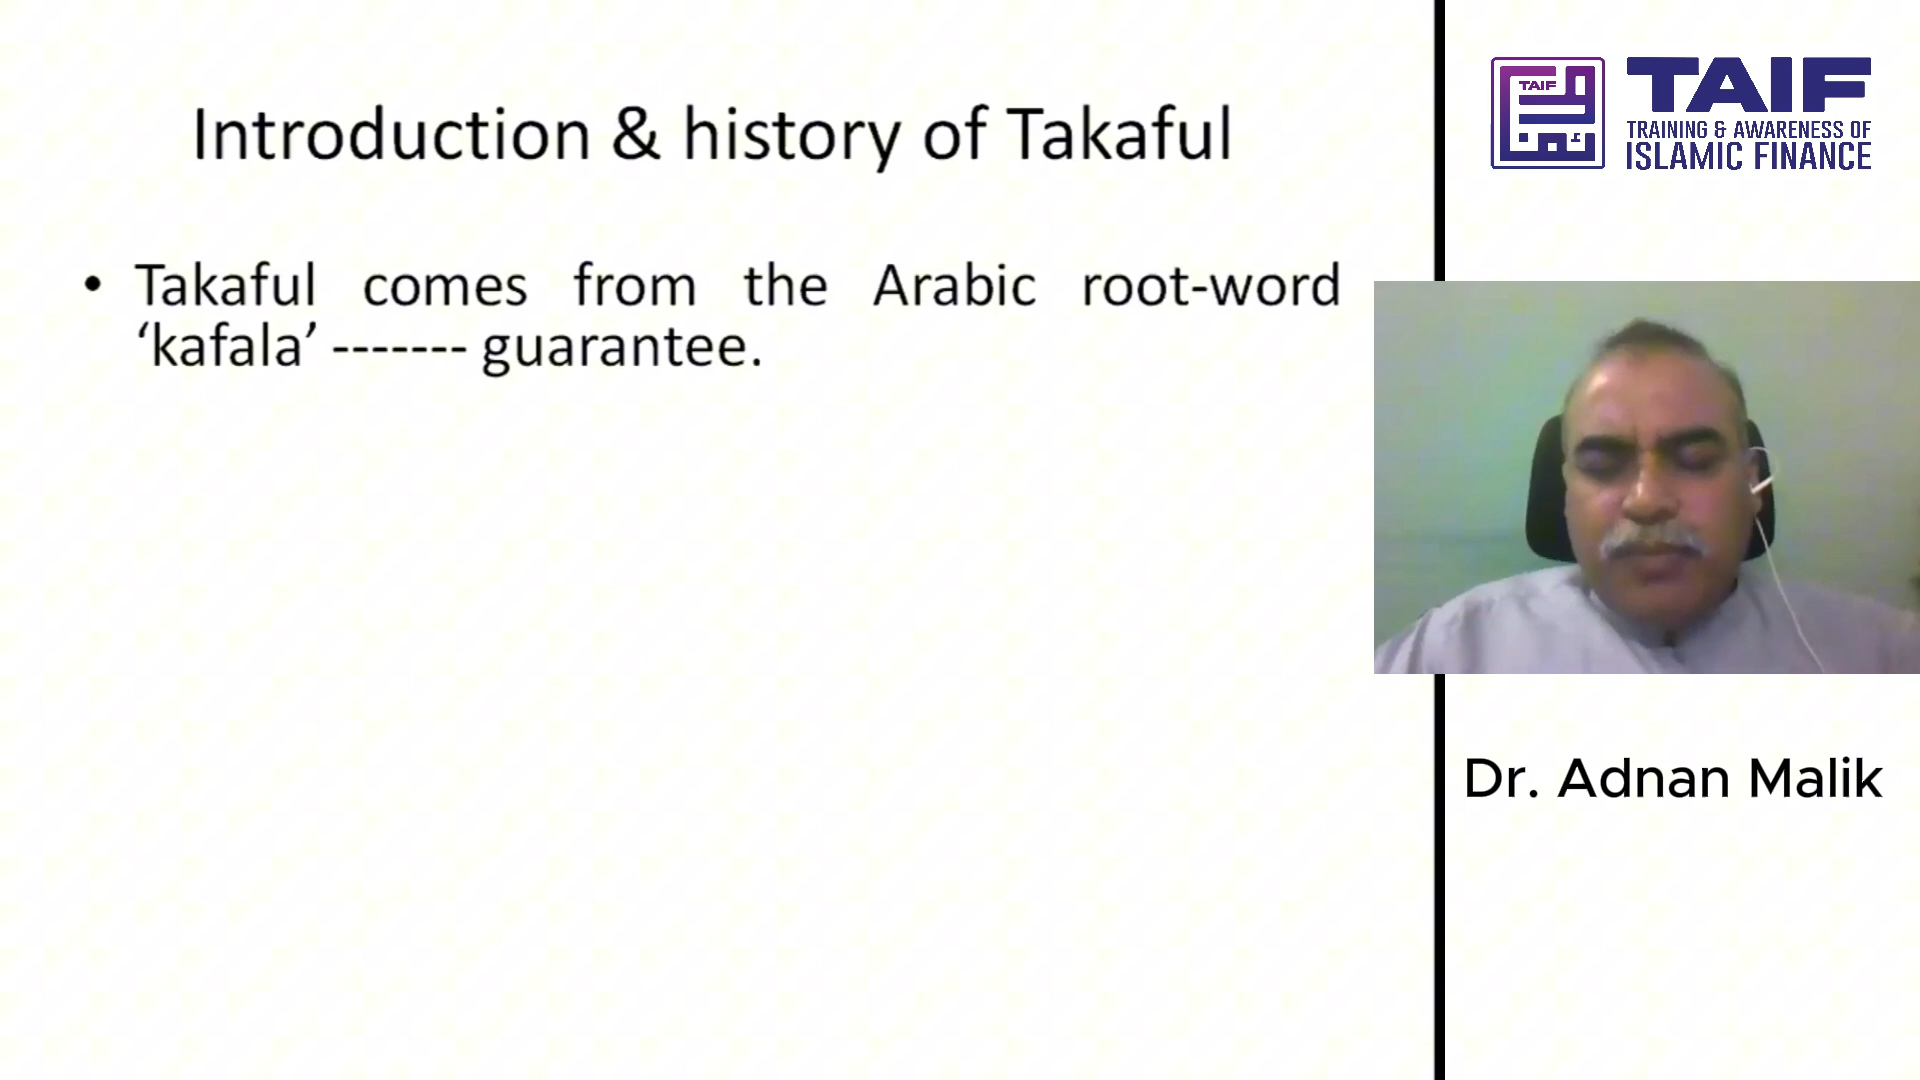 Introduction & history of Takaful
• Takaful comes from the Arabic root-word
‘kafala’ ------- guarantee.
TAIF
TAIF
TRAINING & AWARENESS OF
ISLAMIC FINANCE
Dr. Adnan Malik